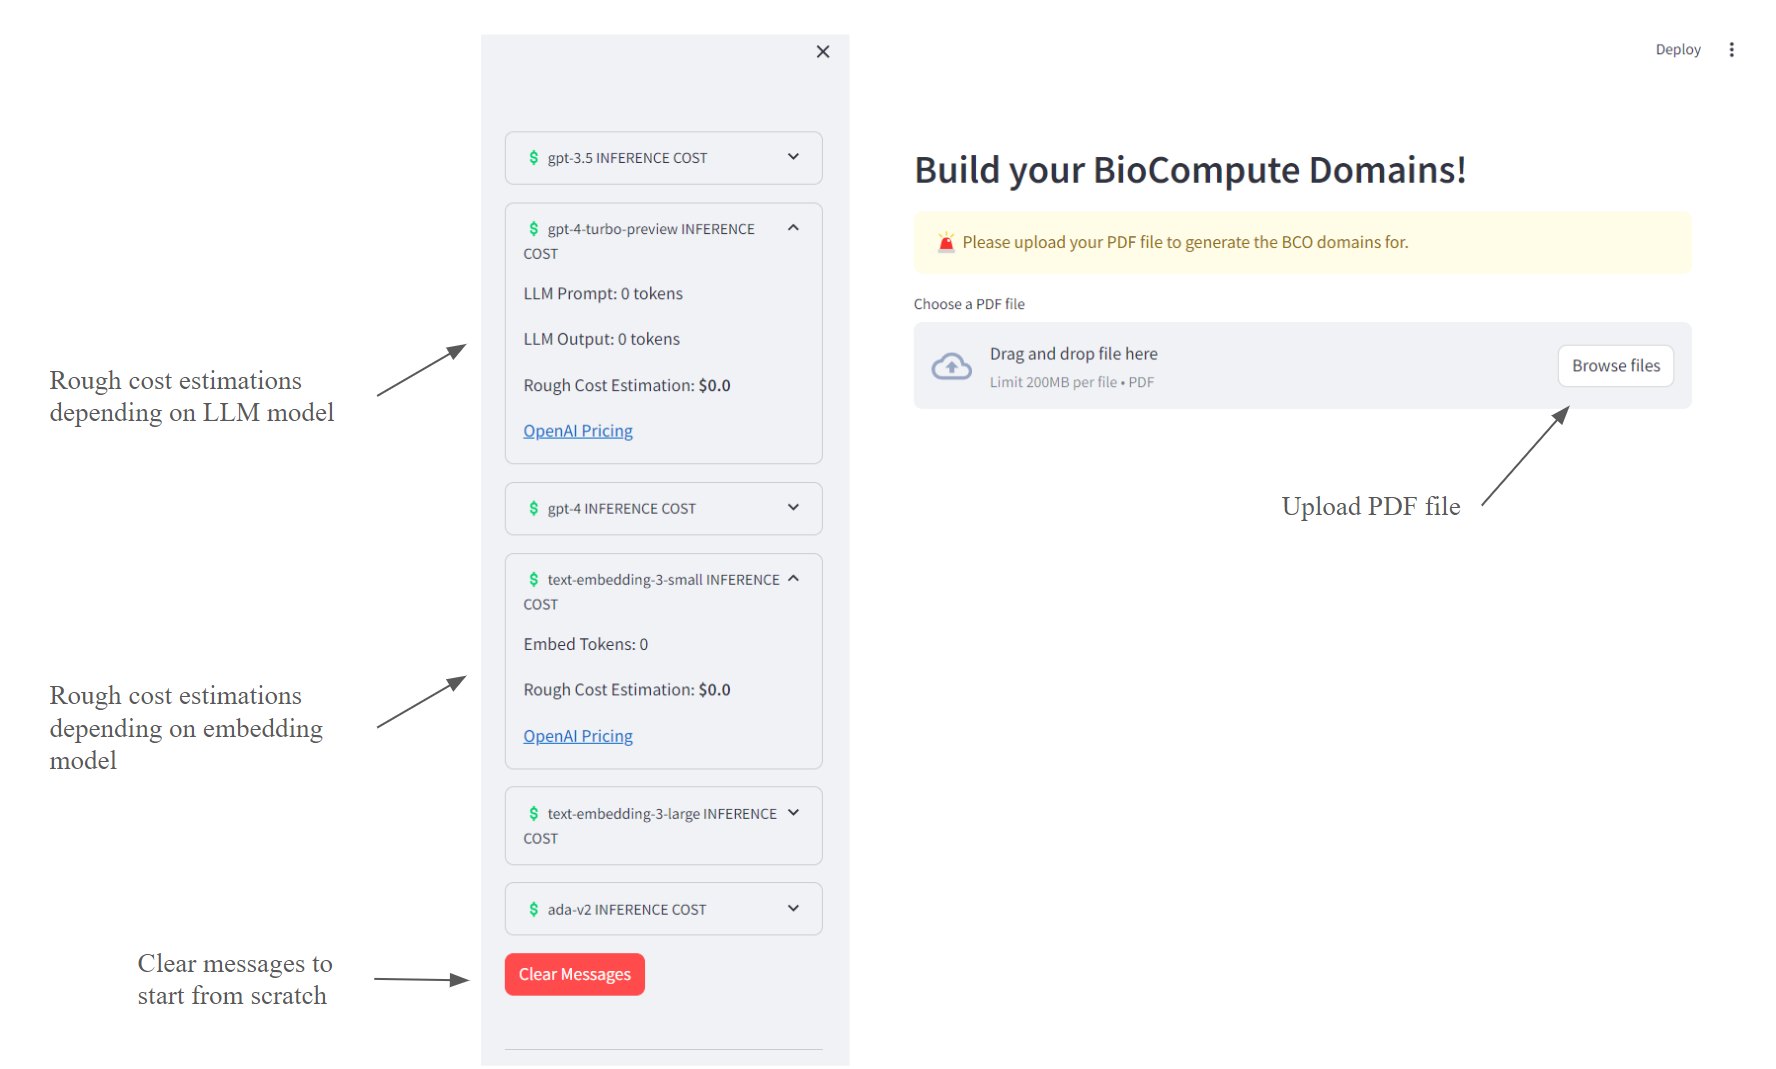 Rough cost estimations
depending on LLM model
Rough cost estimations
depending on embedding
model
Clear messages to
start from scratch
$ gpt-3.5 INFERENCE COST
$ gpt-4-turbo-preview INFERENCE
COST
LLM Prompt: 0 tokens
LLM Output: 0 tokens
Rough Cost Estimation: $0.0
OpenAI Pricing
$ gpt-4 INFERENCE COST
$ text-embedding-3-small INFERENCE
COST
Embed Tokens: 0
Rough Cost Estimation: $0.0
OpenAI Pricing
$ text-embedding-3-large INFERENCE
COST
$ ada-v2 INFERENCE COST
Clear Messages
Deploy
Build your BioCompute Domains!
Please upload your PDF file to generate the BCO domains for.
Choose a PDF file
Drag and drop file here
Limit 200MB per file • PDF
Browse files
Upload PDF file